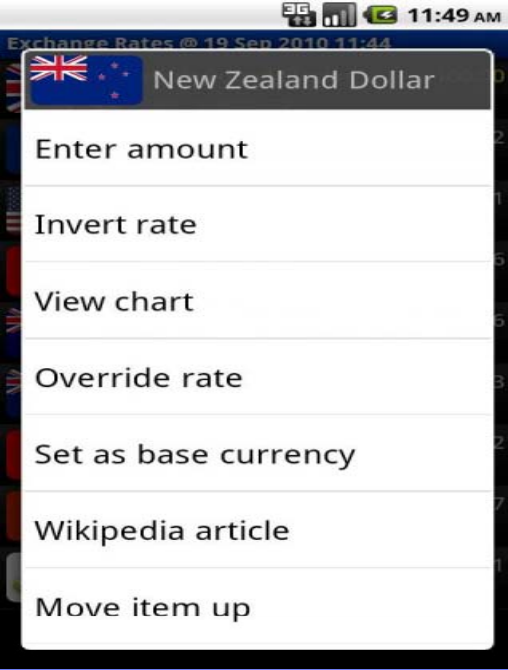 3G 11:49 AM
Exchange Rates @ 19 Sep 2010 11:44
New Zealand Dollar
Enter amount
Invert rate
View chart
Override rate
Set as base currency
Wikipedia article
Move item up